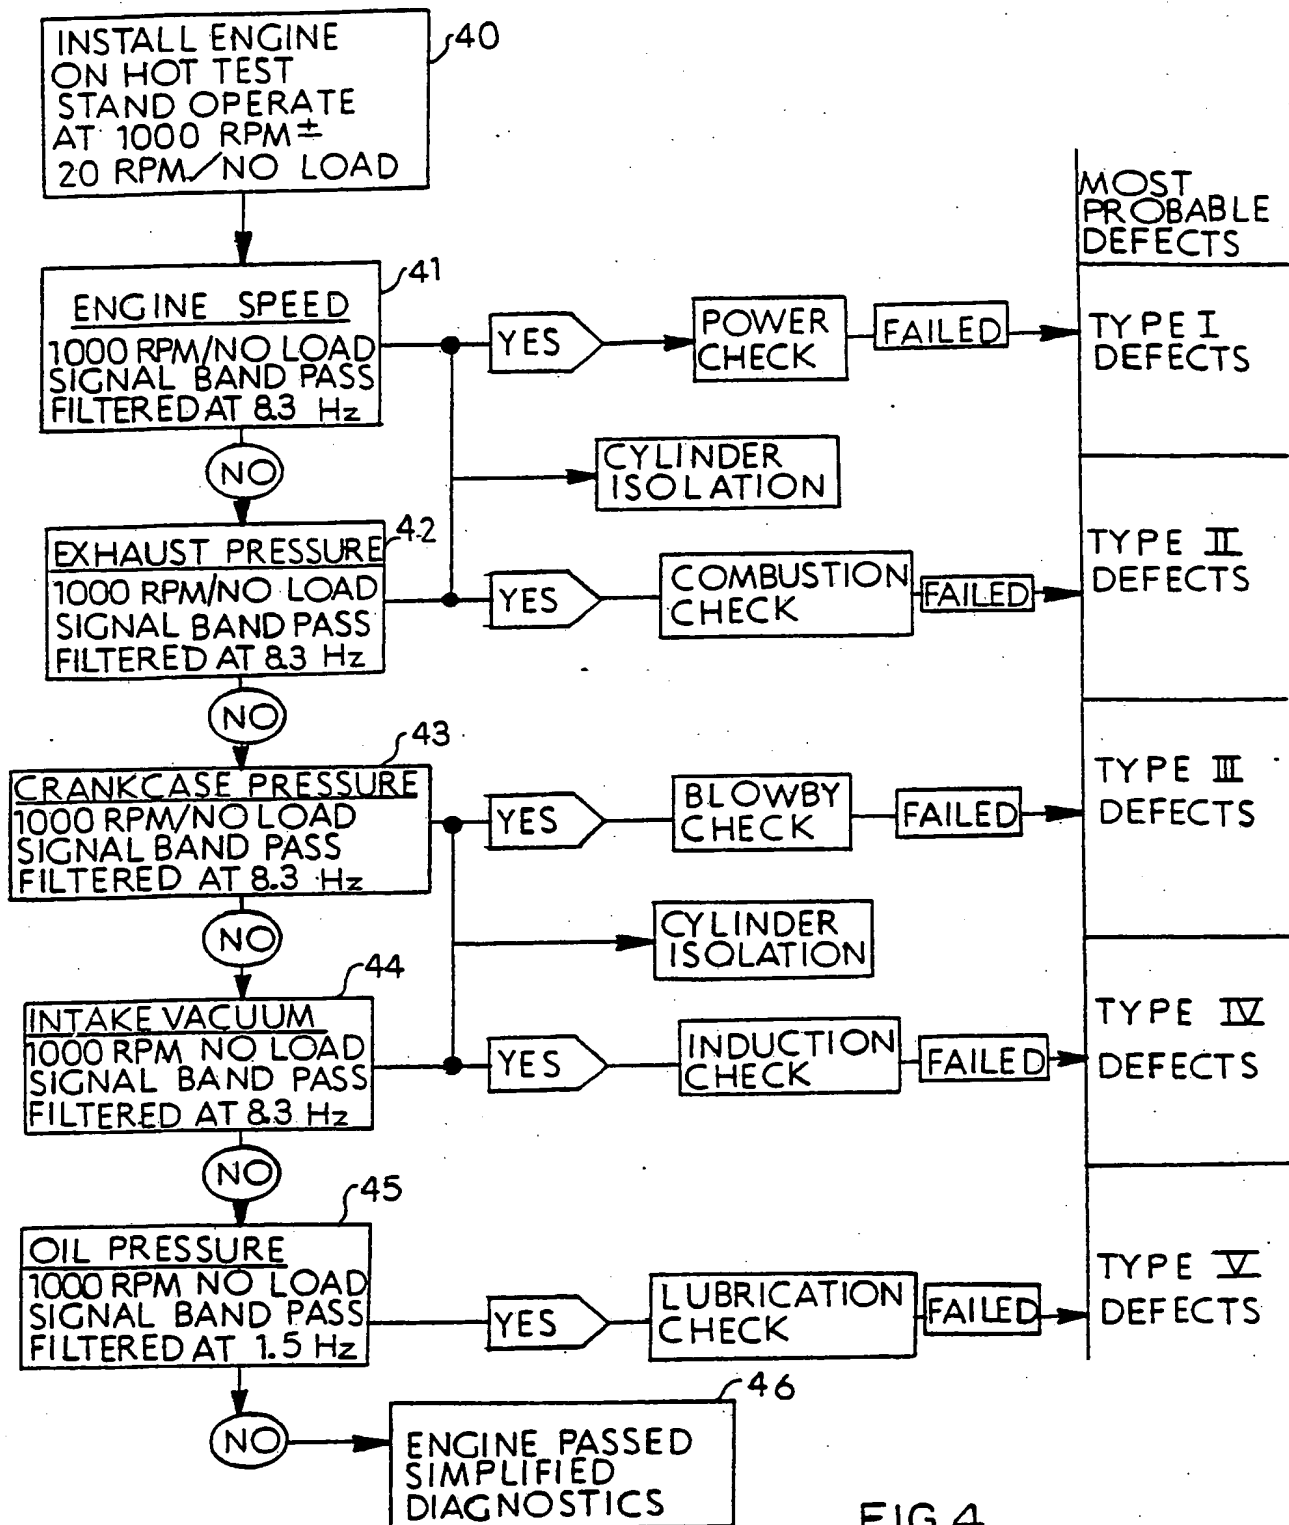 INSTALL ENGINE
ON HOT TEST
STAND OPERATE
AT 1000 RPM ±
20 RPM/NO LOAD
40
MOST
PROBABLE
DEFECTS
41
ENGINE SPEED
1000 RPM/NO LOAD
SIGNAL BAND PASS
FILTERED AT 8.3 Hz
YES
POWER
CHECK
FAILED
TYPE I
DEFECTS
NO
CYLINDER
ISOLATION
42
EXHAUST PRESSURE
1000 RPM/NO LOAD
SIGNAL BAND PASS
FILTERED AT 8.3 Hz
YES
COMBUSTION
CHECK
FAILED
TYPE II
DEFECTS
NO
43
CRANKCASE PRESSURE
1000 RPM/NO LOAD
SIGNAL BAND PASS
FILTERED AT 8.3 Hz
YES
BLOWBY
CHECK
FAILED
TYPE III
DEFECTS
NO
CYLINDER
ISOLATION
44
INTAKE VACUUM
1000 RPM NO LOAD
SIGNAL BAND PASS
FILTERED AT 8.3 Hz
YES
INDUCTION
CHECK
FAILED
TYPE IV
DEFECTS
NO
45
OIL PRESSURE
1000 RPM NO LOAD
SIGNAL BAND PASS
FILTERED AT 1.5 Hz
YES
LUBRICATION
CHECK
FAILED
TYPE V
DEFECTS
NO
46
ENGINE PASSED
SIMPLIFIED
DIAGNOSTICS
FIG.4